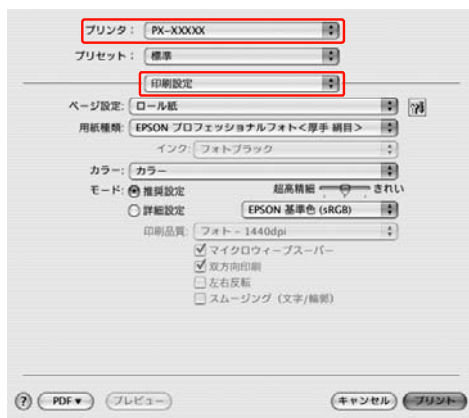 プリンタ： PX-XXXXX
プリセット： 標準
印刷設定
ページ設定: ロール紙
用紙種類: EPSON プロフェッショナルフォト<厚手 絹目>
インク: フォトブラック
カラー: カラー
モード: 推奨設定 超高精細 きれい
詳細設定 EPSON 基準色 (sRGB)
印刷品質: フォト - 1440dpi
マイクロウィーブスーパー
双方向印刷
左右反転
スムージング（文字/輪郭）
? PDF▼ プレビュー キャンセル プリント